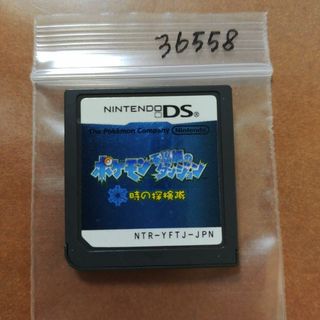 36558
NINTENDO DS
The Pokémon Company Nintendo
ポケモン不思議のダンジョン
時の探検隊
NTR-YFTJ-JPN